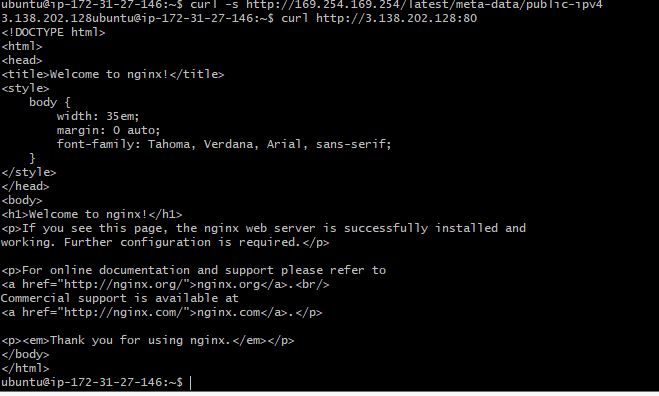 ubuntu@ip-172-31-27-146:~$ curl -s http://169.254.169.254/latest/meta-data/public-ipv4
3.138.202.128ubuntu@ip-172-31-27-146:~$ curl http://3.138.202.128:80
<!DOCTYPE html>
<html>
<head>
<title>Welcome to nginx!</title>
<style>
    body {
        width: 35em;
        margin: 0 auto;
        font-family: Tahoma, Verdana, Arial, sans-serif;
    }
</style>
</head>
<body>
<h1>Welcome to nginx!</h1>
<p>If you see this page, the nginx web server is successfully installed and
working. Further configuration is required.</p>

<p>For online documentation and support please refer to
<a href="http://nginx.org/">nginx.org</a>.<br/>
Commercial support is available at
<a href="http://nginx.com/">nginx.com</a>.</p>

<p><em>Thank you for using nginx.</em></p>
</body>
</html>
ubuntu@ip-172-31-27-146:~$